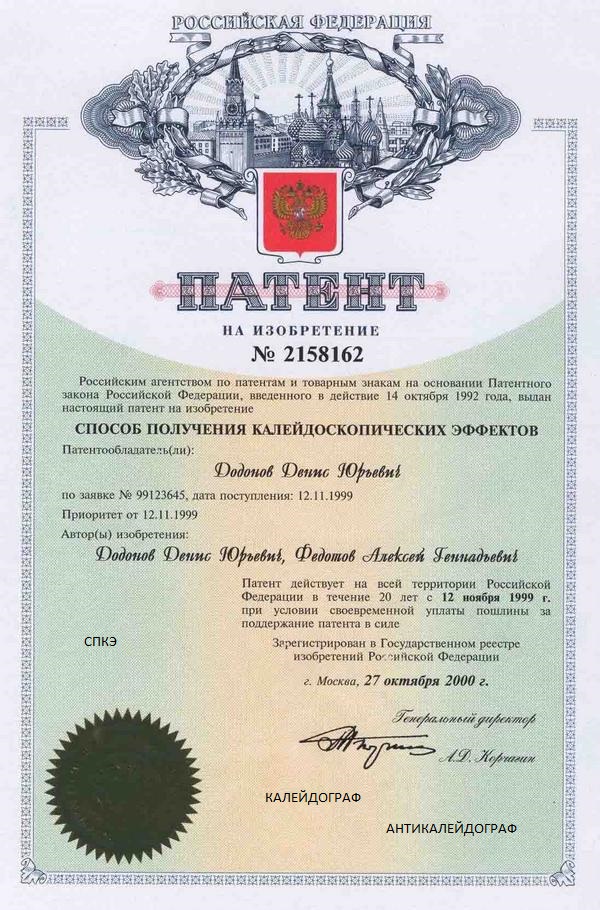 РОССИЙСКАЯ ФЕДЕРАЦИЯ
ПАТЕНТ
НА ИЗОБРЕТЕНИЕ
№ 2158162
Российским агентством по патентам и товарным знакам на основании Патентного
закона Российской Федерации, введенного в действие 14 октября 1992 года, выдан
настоящий патент на изобретение
СПОСОБ ПОЛУЧЕНИЯ КАЛЕЙДОСКОПИЧЕСКИХ ЭФФЕКТОВ
Патентообладатель(ли):
Додонов Денис Юрьевич
по заявке № 99123645, дата поступления: 12.11.1999
Приоритет от 12.11.1999
Автор(ы) изобретения:
Додонов Денис Юрьевич, Федотов Алексей Геннадьевич
Патент действует на всей территории Российской
Федерации в течение 20 лет с 12 ноября 1999 г.
при условии своевременной уплаты пошлины за
поддержание патента в силе
СПКЭ
Зарегистрирован в Государственном реестре
изобретений Российской Федерации
г. Москва, 27 октября 2000 г.
Генеральный директор
А.Д. Корчагин
КАЛЕЙДОГРАФ
АНТИКАЛЕЙДОГРАФ